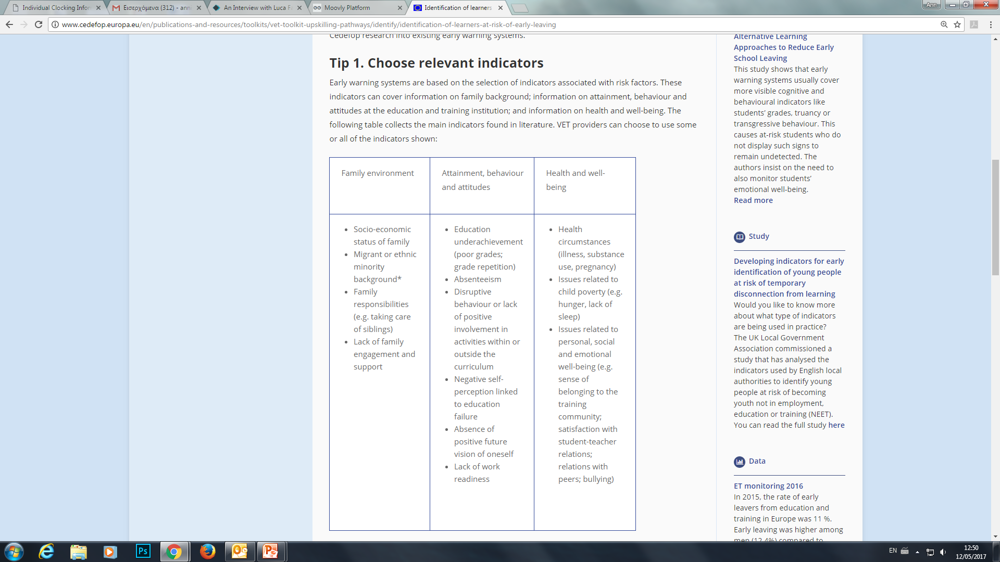 Individual Clocking Infor
Εισερχόμενα (312) - anni
An Interview with Luca Fa
Moovly Platform
Identification of learners
Ann
www.cedefop.europa.eu/en/publications-and-resources/toolkits/vet-toolkit-upskilling-pathways/identify/identification-of-learners-at-risk-of-early-leaving
Cedefop research into existing early warning systems.
Tip 1. Choose relevant indicators
Early warning systems are based on the selection of indicators associated with risk factors. These
indicators can cover information on family background; information on attainment, behaviour and
attitudes at the education and training institution; and information on health and well-being. The
following table collects the main indicators found in literature. VET providers can choose to use some
or all of the indicators shown:
Family environment
Attainment, behaviour
and attitudes
Health and well-
being
• Socio-economic
status of family
• Migrant or ethnic
minority
background*
• Family
responsibilities
(e.g. taking care
of siblings)
• Lack of family
engagement and
support
• Education
underachievement
(poor grades;
grade repetition)
• Absenteeism
• Disruptive
behaviour or lack
of positive
involvement in
activities within or
outside the
curriculum
• Negative self-
perception linked
to education
failure
• Absence of
positive future
vision of oneself
• Lack of work
readiness
• Health
circumstances
(illness, substance
use, pregnancy)
• Issues related to
child poverty (e.g.
hunger, lack of
sleep)
• Issues related to
personal, social
and emotional
well-being (e.g.
sense of
belonging to the
training
community;
satisfaction with
student-teacher
relations;
relations with
peers; bullying)
Alternative Learning
Approaches to Reduce Early
School Leaving
This study shows that early
warning systems usually cover
more visible cognitive and
behavioural indicators like
students’ grades, truancy or
transgressive behaviour. This
causes at-risk students who do
not display such signs to
remain undetected. The
authors insist on the need to
also monitor students’
emotional well-being.
Read more
Study
Developing indicators for early
identification of young people
at risk of temporary
disconnection from learning
Would you like to know more
about what type of indicators
are being used in practice?
The UK Local Government
Association commissioned a
study that has analysed the
indicators used by English local
authorities to identify young
people at risk of becoming
youth not in employment,
education or training (NEET).
You can read the full study here
Data
ET monitoring 2016
In 2015, the rate of early
leavers from education and
training in Europe was 11 %.
Early leaving was higher among
men (12.4%) compared to
Ps
EN
12:50
12/05/2017